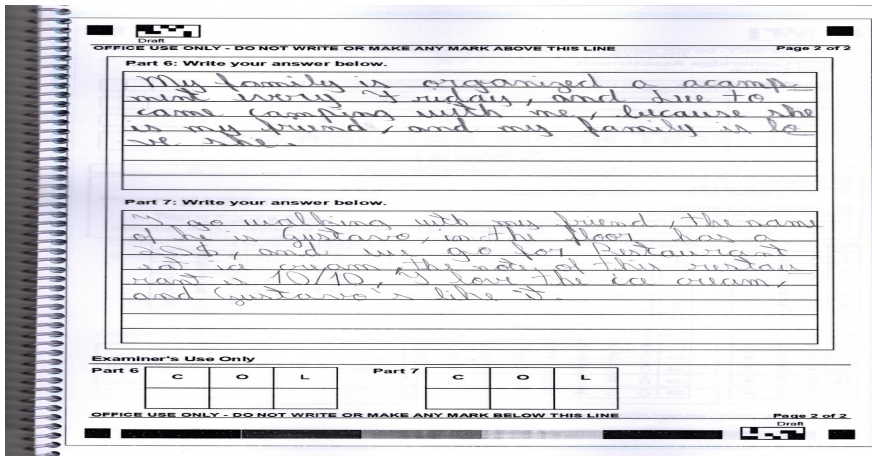 Draft
OFFICE USE ONLY - DO NOT WRITE OR MAKE ANY MARK ABOVE THIS LINE Page 2 of 2
Part 6: Write your answer below.
My family is organized a acamp
ment every Friday, and Sue to
came camping with me, because she
is my friend, and my family is lo
ve she.
Part 7: Write your answer below.
I go walking with my friend, the name
of he is Gustavo, in the floor has a
and we go for Restaurant
eat ice cream, the note of this restau
rant is 10/10, I love the ice cream,
and Gustavo's like it.
Examiner's Use Only
Part 6 C O L Part 7 C O L
OFFICE USE ONLY - DO NOT WRITE OR MAKE ANY MARK BELOW THIS LINE Page 2 of 2
Draft